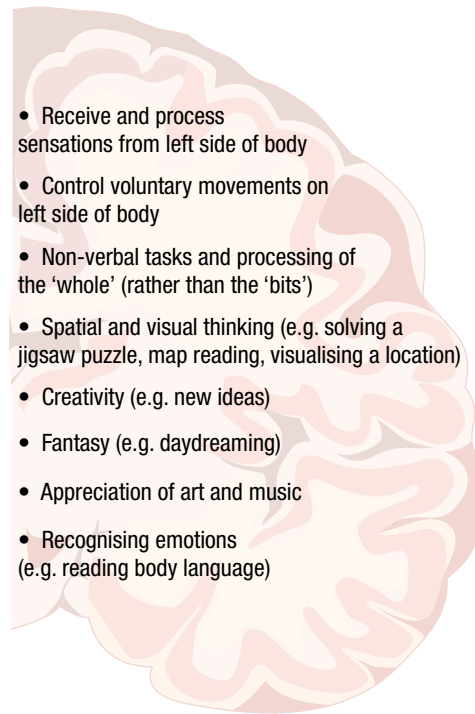 • Receive and process
sensations from left side of body
• Control voluntary movements on
left side of body
• Non-verbal tasks and processing of
the ‘whole’ (rather than the ‘bits’)
• Spatial and visual thinking (e.g. solving a
jigsaw puzzle, map reading, visualising a location)
• Creativity (e.g. new ideas)
• Fantasy (e.g. daydreaming)
• Appreciation of art and music
• Recognising emotions
(e.g. reading body language)